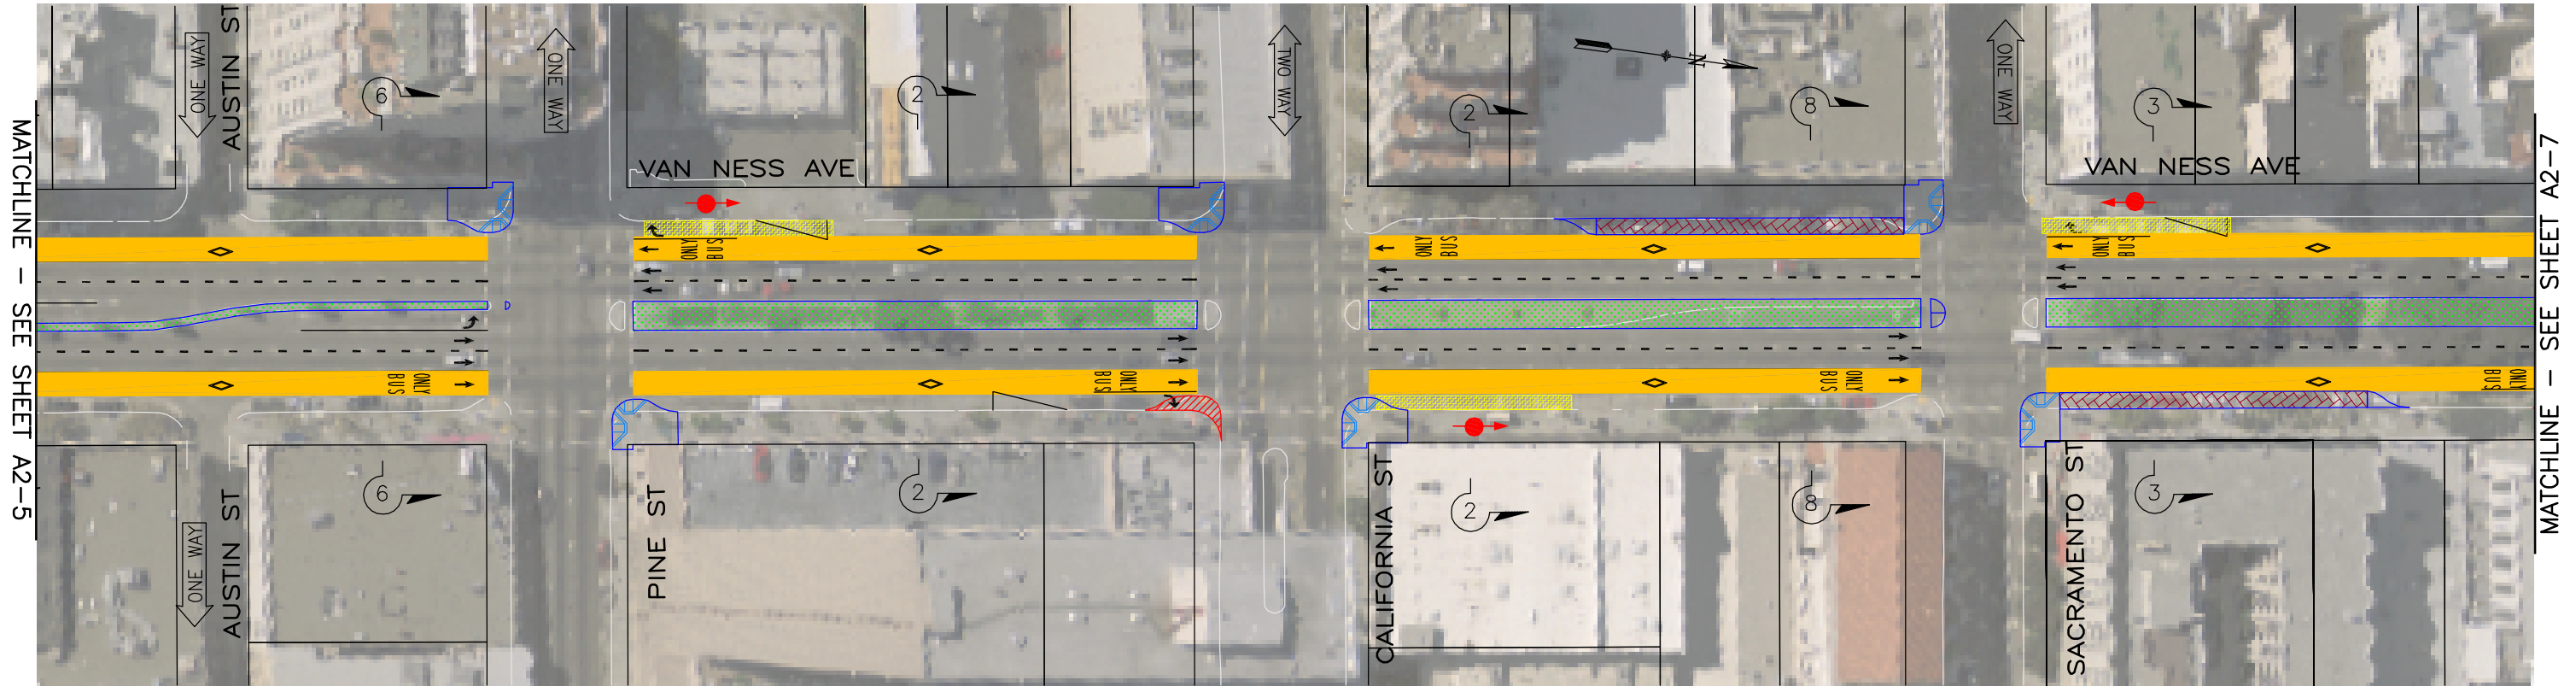 MATCHLINE - SEE SHEET A2-5
ONE WAY
AUSTIN ST
6
ONE WAY
VAN NESS AVE
2
TWO WAY
2
N
8
ONE WAY
3
VAN NESS AVE
MATCHLINE - SEE SHEET A2-7
BUS
ONLY
BUS
ONLY
BUS
ONLY
BUS
ONLY
BUS
ONLY
BUS
ONLY
BUS
ONLY
ONE WAY
AUSTIN ST
6
PINE ST
2
CALIFORNIA ST
2
8
SACRAMENTO ST
3